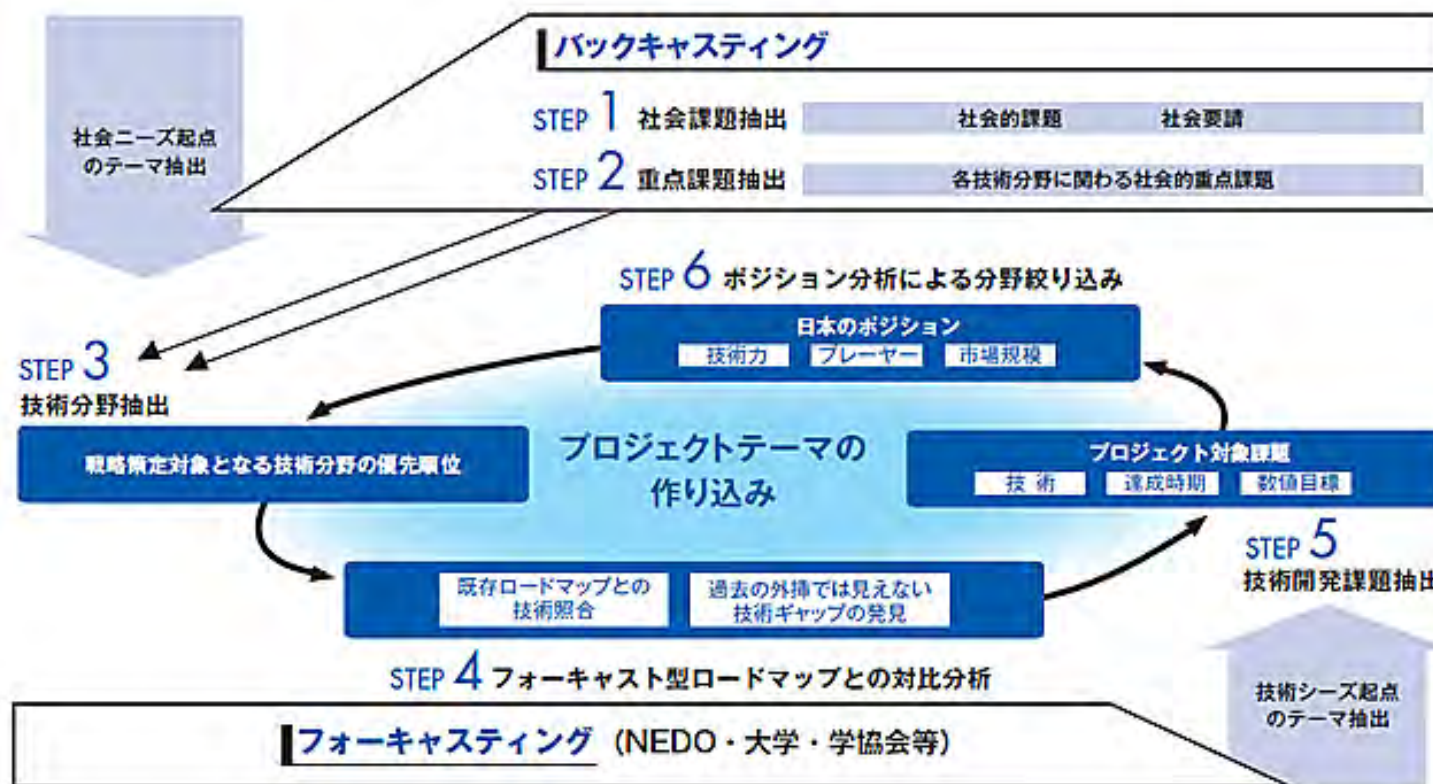 社会ニーズ起点
のテーマ抽出
バックキャスティング
STEP 1 社会課題抽出
社会的課題 社会要請
STEP 2 重点課題抽出
各技術分野に関わる社会的重点課題
STEP 6 ポジション分析による分野絞り込み
日本のポジション
技術力 プレーヤー 市場規模
STEP 3
技術分野抽出
戦略策定対象となる技術分野の優先順位
プロジェクトテーマの
作り込み
プロジェクト対象課題
技術 達成時期 数値目標
STEP 5
技術開発課題抽出
既存ロードマップとの
技術照合
過去の外挿では見えない
技術ギャップの発見
STEP 4 フォーキャスト型ロードマップとの対比分析
技術シーズ起点
のテーマ抽出
フォーキャスティング (NEDO・大学・学協会等)